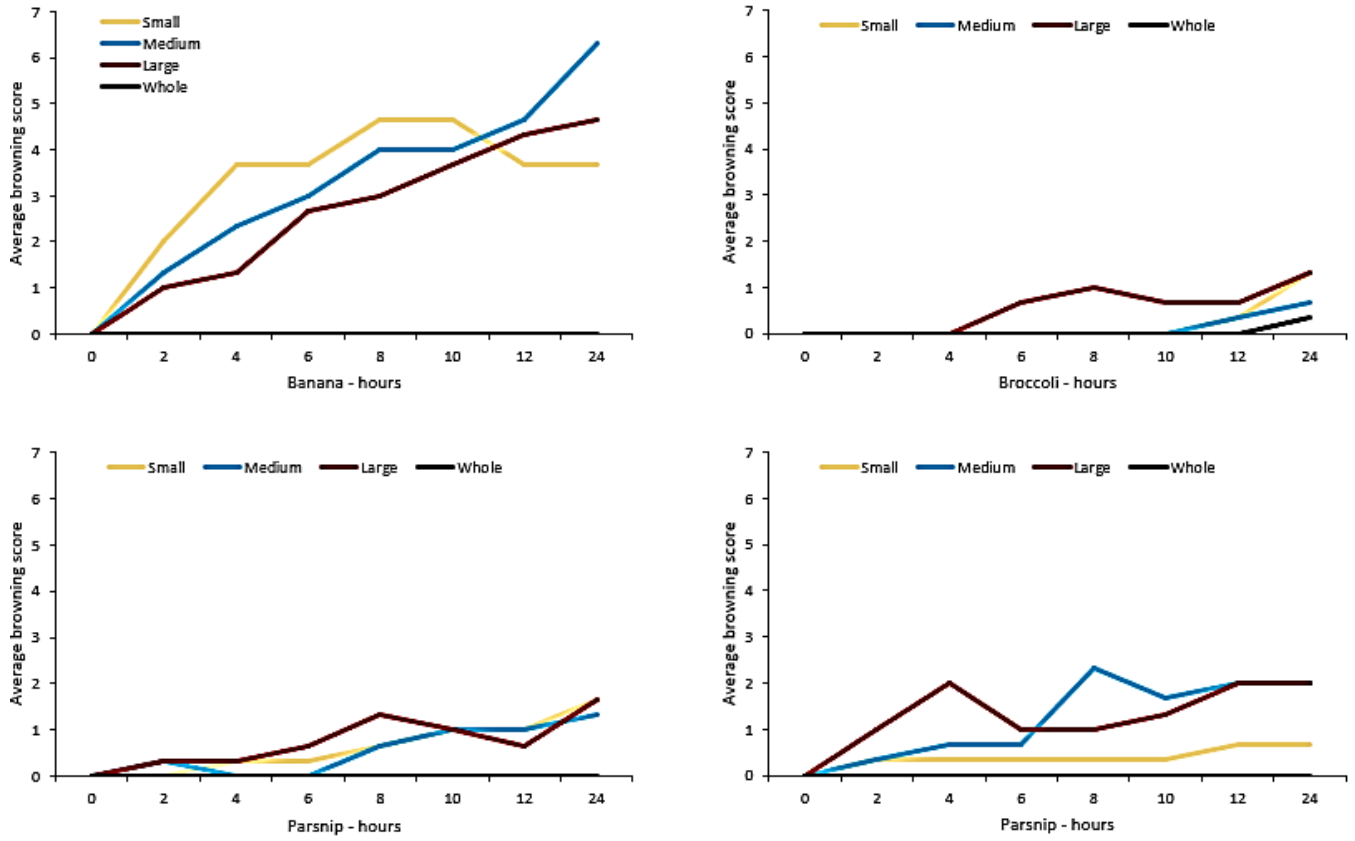 7
6
5
4
3
2
1
0
Average browning score
Small
Medium
Large
Whole
0 2 4 6 8 10 12 24
Banana - hours
7
6
5
4
3
2
1
0
Average browning score
Small Medium Large Whole
0 2 4 6 8 10 12 24
Broccoli - hours
7
6
5
4
3
2
1
0
Average browning score
Small Medium Large Whole
0 2 4 6 8 10 12 24
Parsnip - hours
7
6
5
4
3
2
1
0
Average browning score
Small Medium Large Whole
0 2 4 6 8 10 12 24
Parsnip - hours